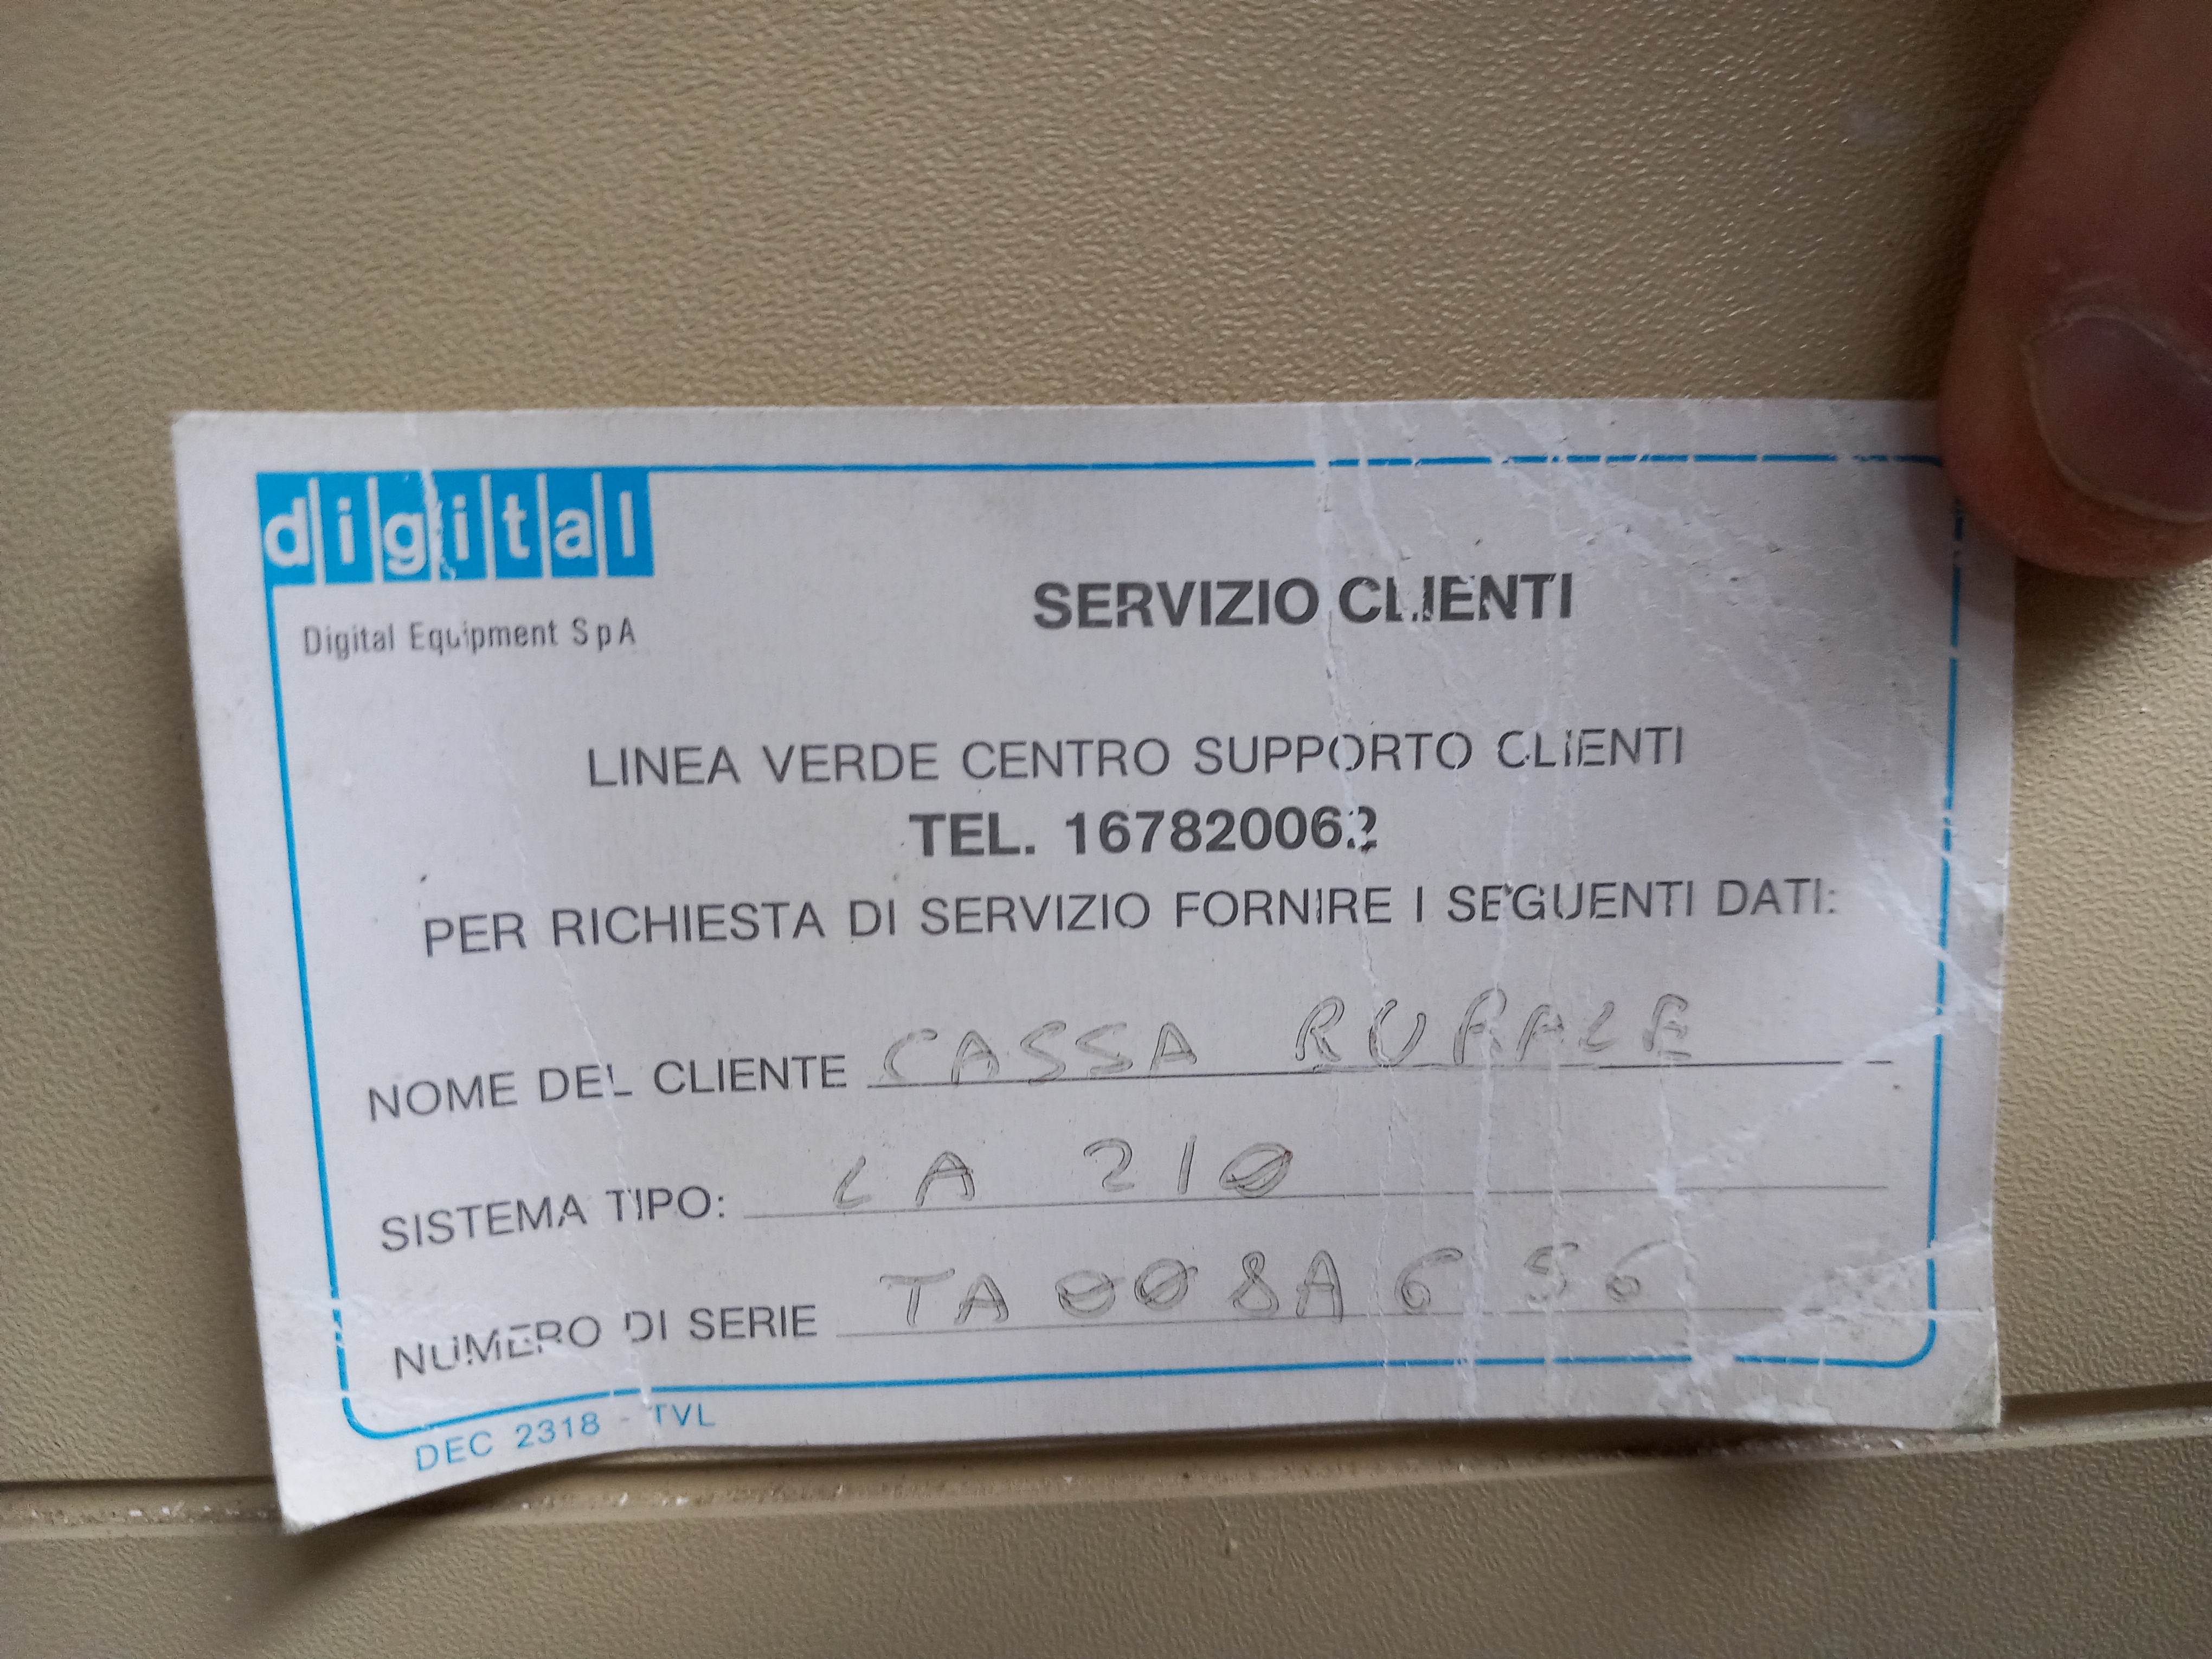 digital
Digital Equipment SpA
SERVIZIO CLIENTI
LINEA VERDE CENTRO SUPPORTO CLIENTI
TEL. 167820062
PER RICHIESTA DI SERVIZIO FORNIRE I SEGUENTI DATI:
NOME DEL CLIENTE CASSA RURALE
SISTEMA TIPO: LA 210
NUMERO DI SERIE TA008A656
DEC 2318 - TVL